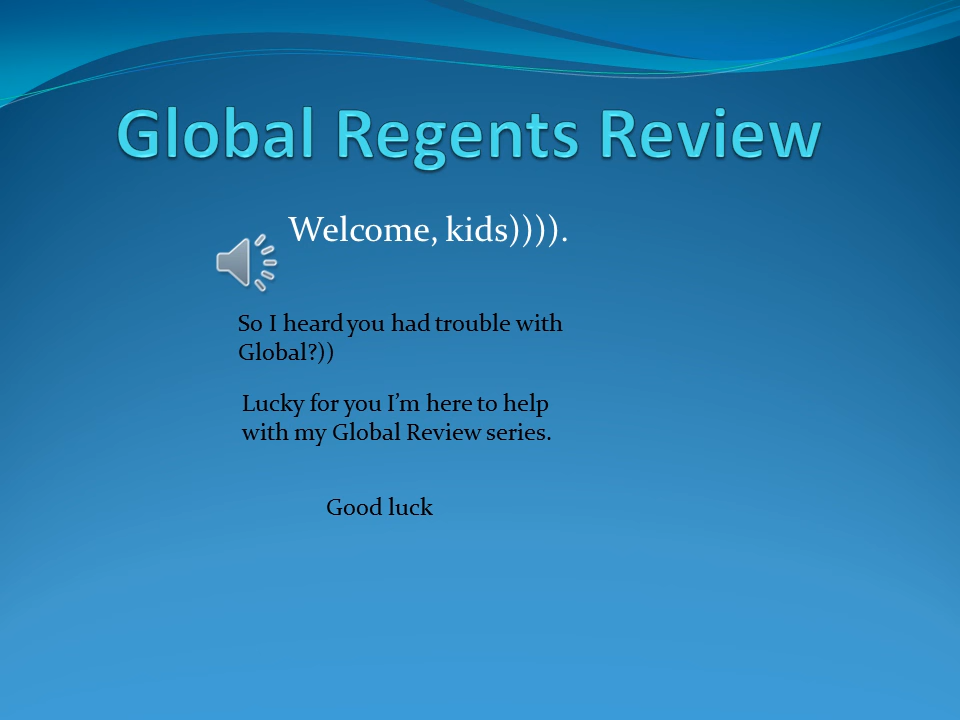 Global Regents Review
Welcome, kids)))).
So I heard you had trouble with
Global?))
Lucky for you I’m here to help
with my Global Review series.
Good luck